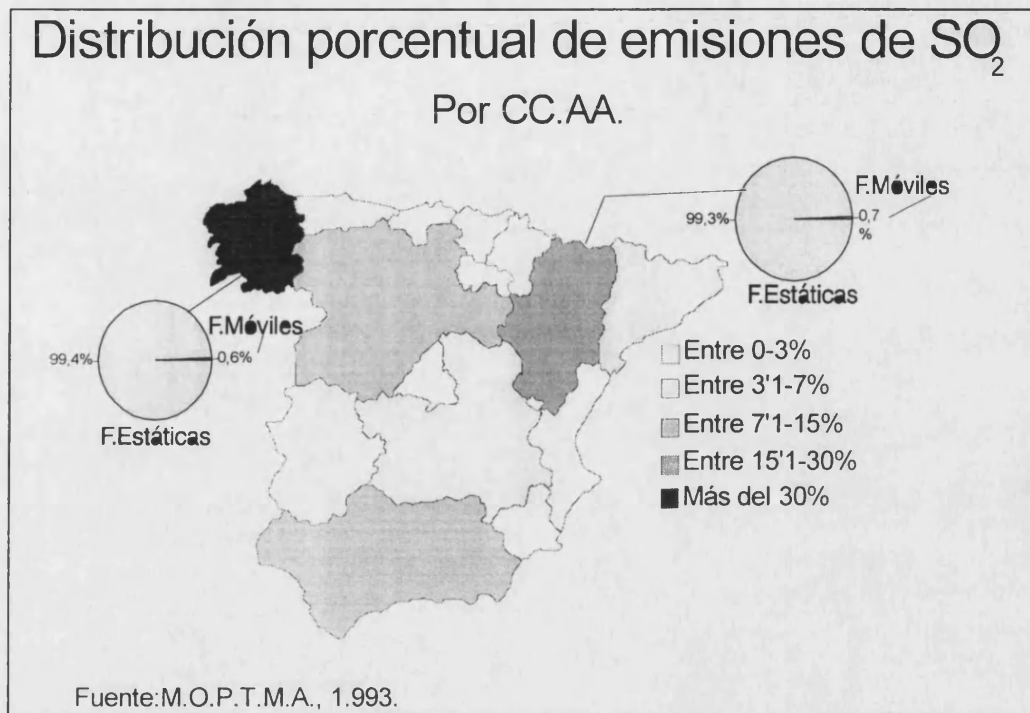 Distribución porcentual de emisiones de SO2
Por CC.AA.
F.Móviles
99,3%
0,7
%
F.Estáticas
F.Móviles
99,4%
0,6%
F.Estáticas
Entre 0-3%
Entre 3'1-7%
Entre 7'1-15%
Entre 15'1-30%
Más del 30%
Fuente:M.O.P.T.M.A., 1.993.